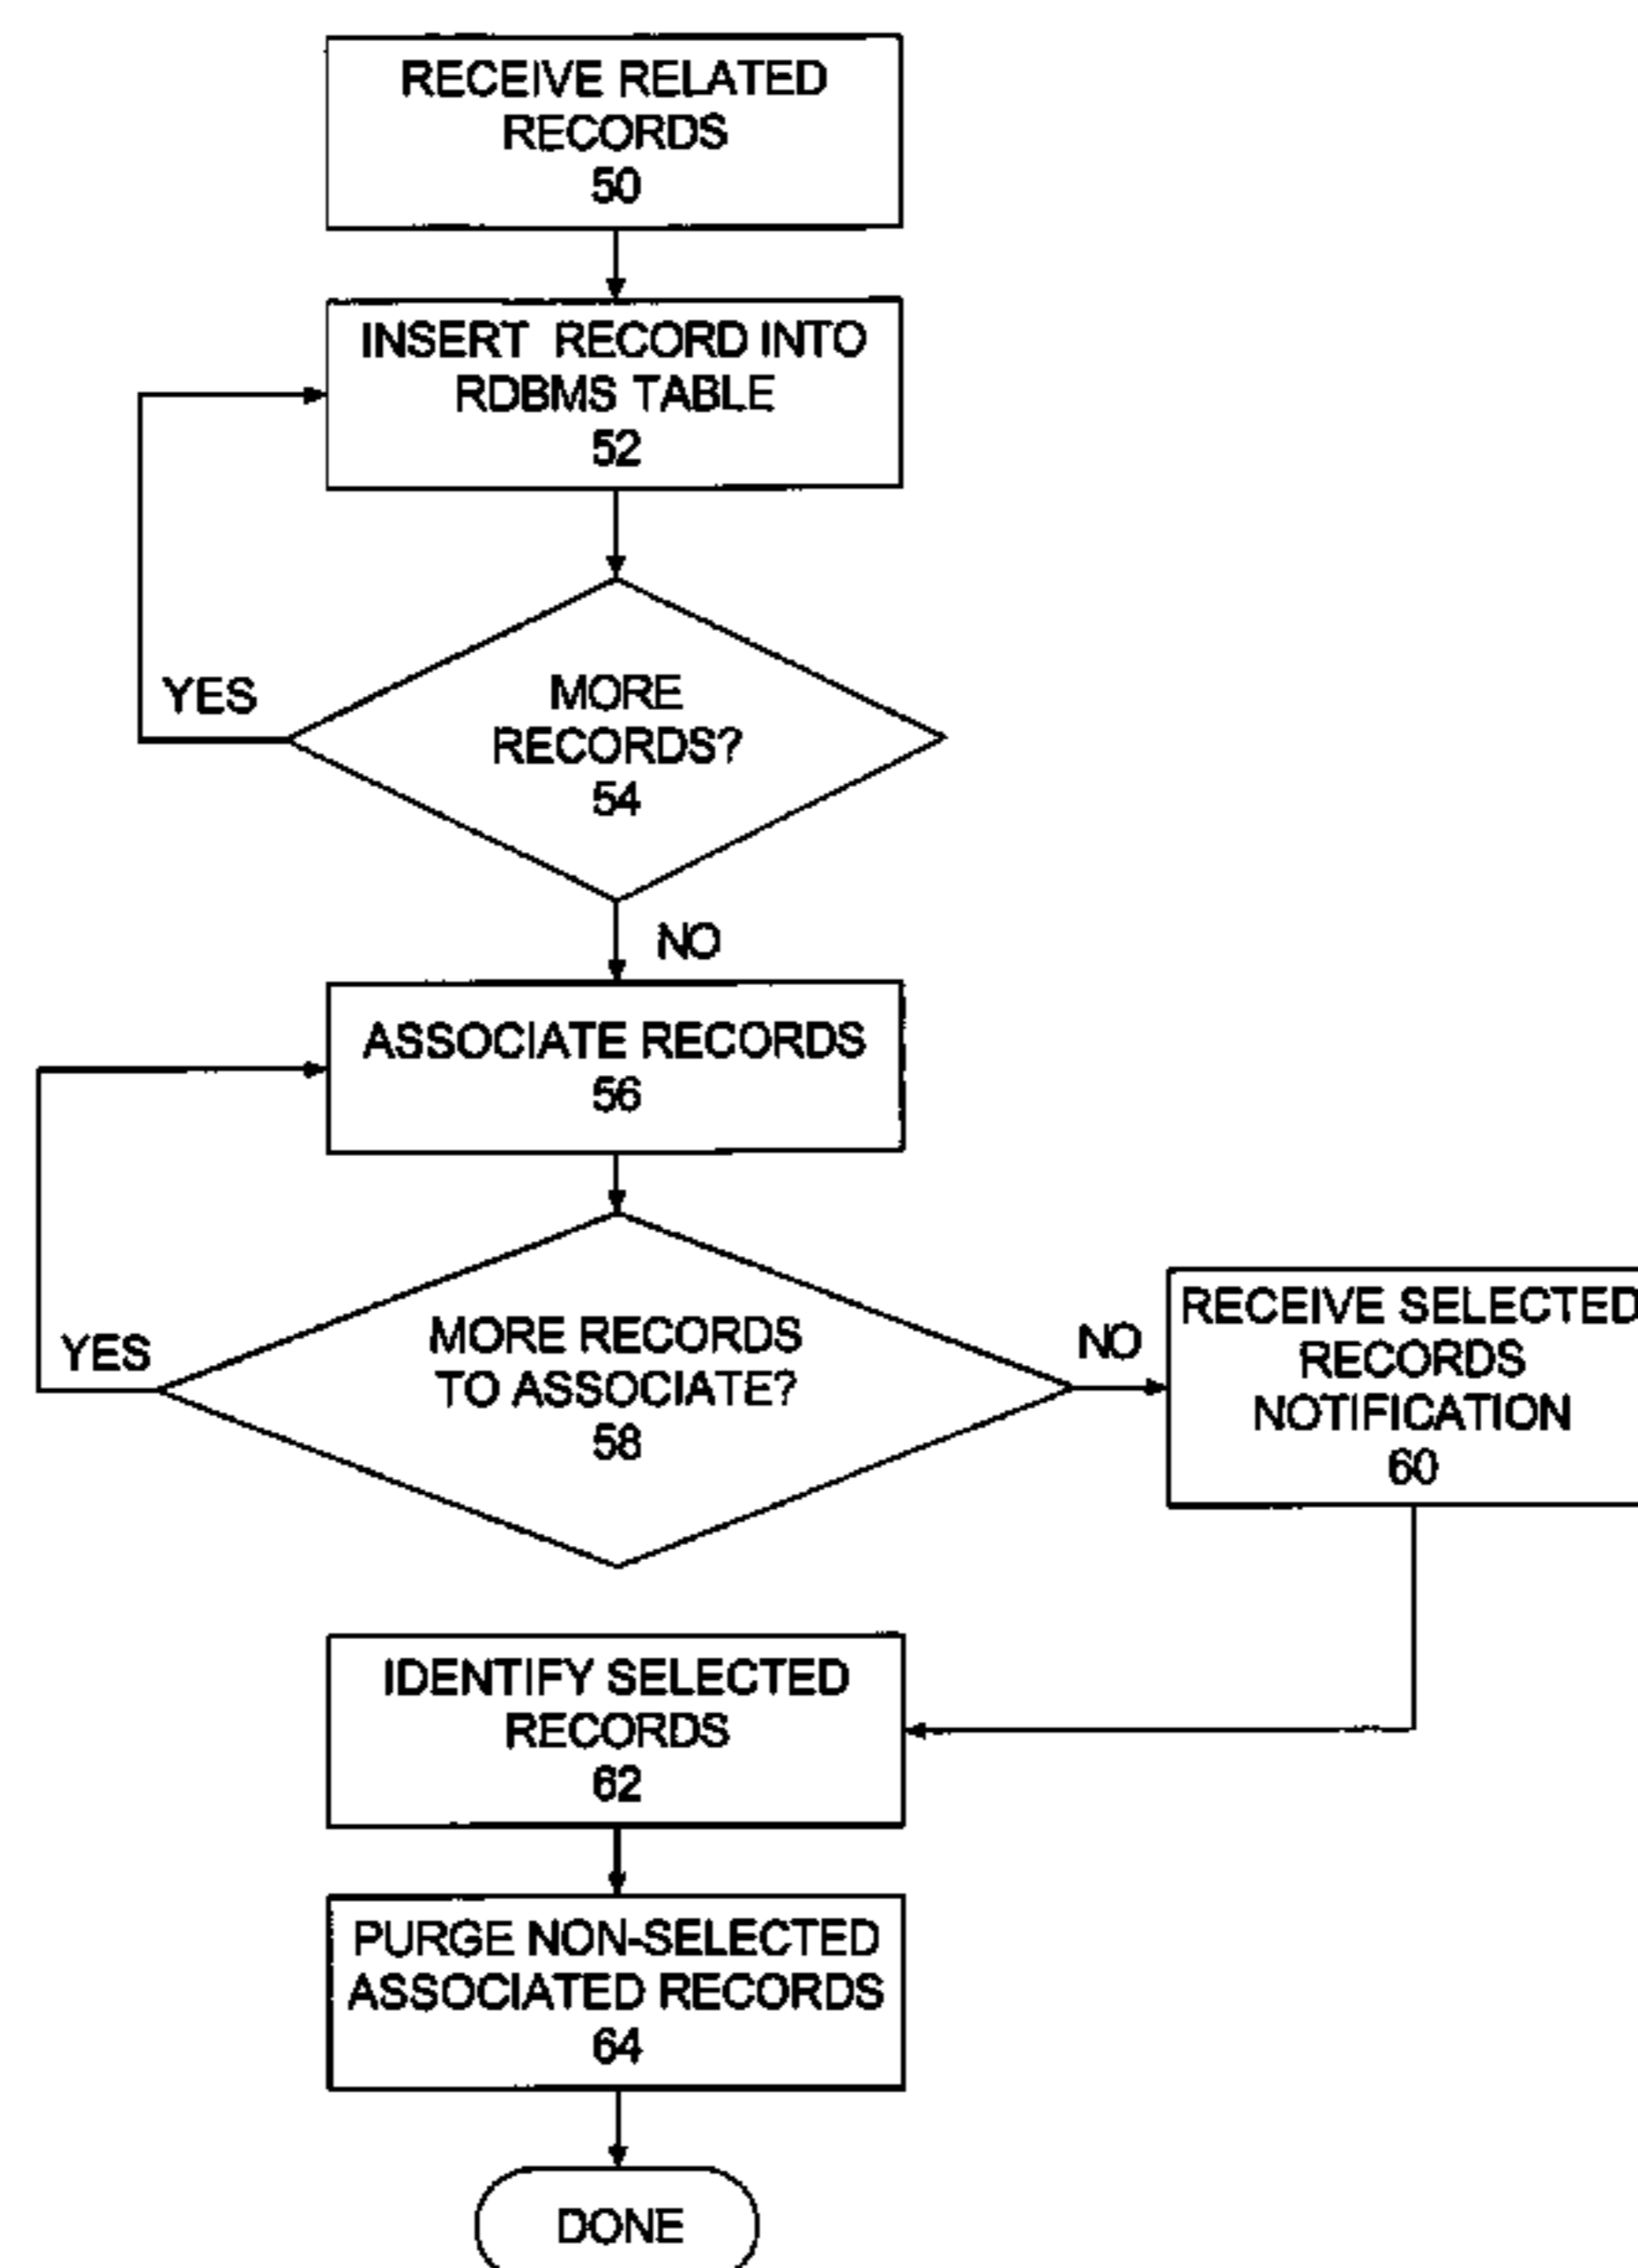 RECEIVE RELATED
RECORDS
50
INSERT RECORD INTO
RDBMS TABLE
52
YES
MORE
RECORDS?
54
NO
ASSOCIATE RECORDS
56
YES
MORE RECORDS
TO ASSOCIATE?
58
NO
RECEIVE SELECTED
RECORDS
NOTIFICATION
60
IDENTIFY SELECTED
RECORDS
62
PURGE NON-SELECTED
ASSOCIATED RECORDS
64
DONE